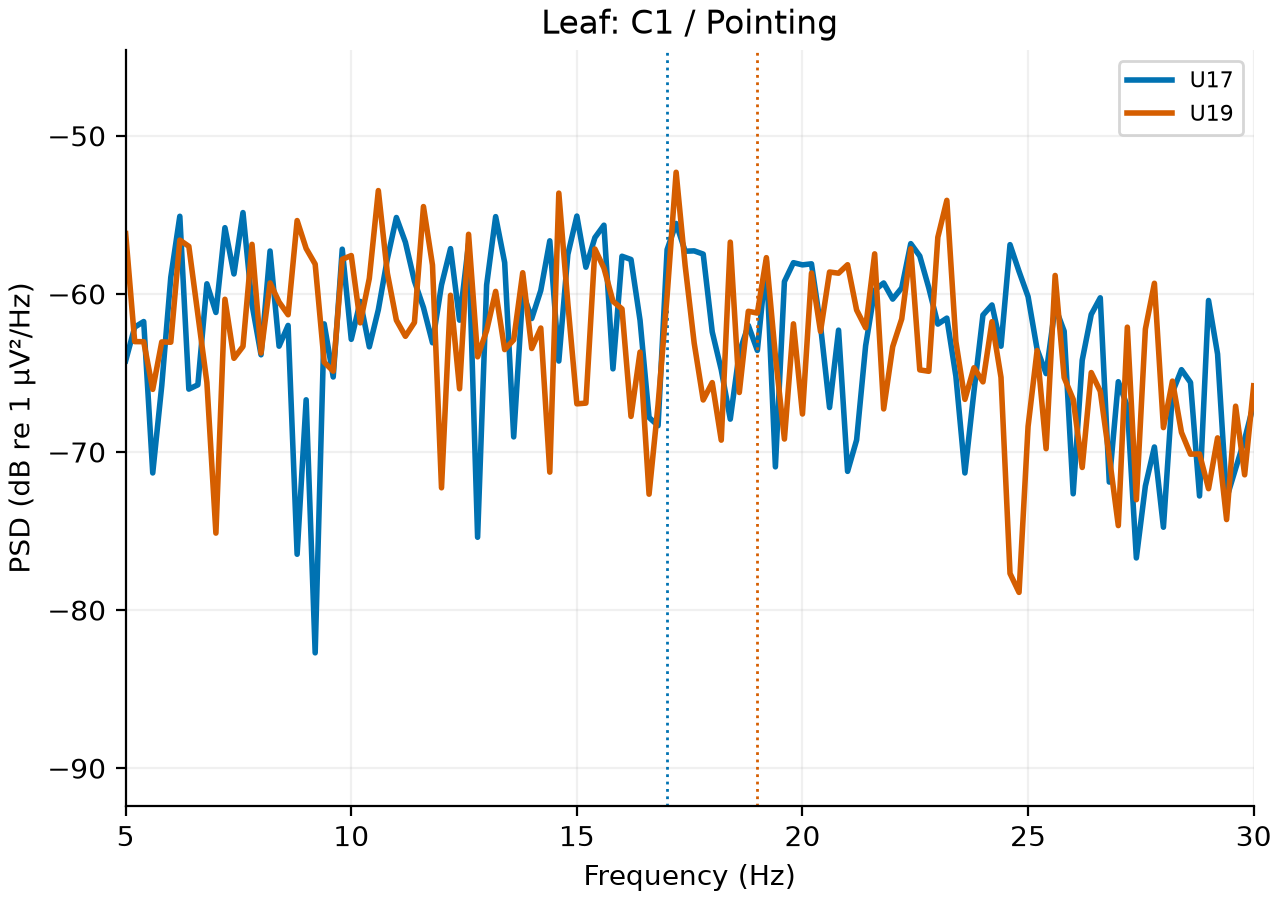 Leaf: C1 / Pointing
U17
U19
PSD (dB re 1 µV²/Hz)
−50
−60
−70
−80
−90
5 10 15 20 25 30
Frequency (Hz)